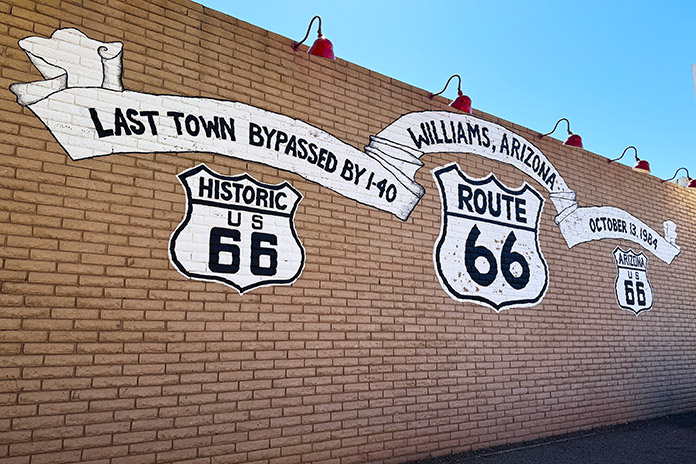 LAST TOWN BYPASSED BY I-40
WILLIAMS, ARIZONA
OCTOBER 13, 1984
HISTORIC
US
66
ROUTE
66
ARIZONA
US
66